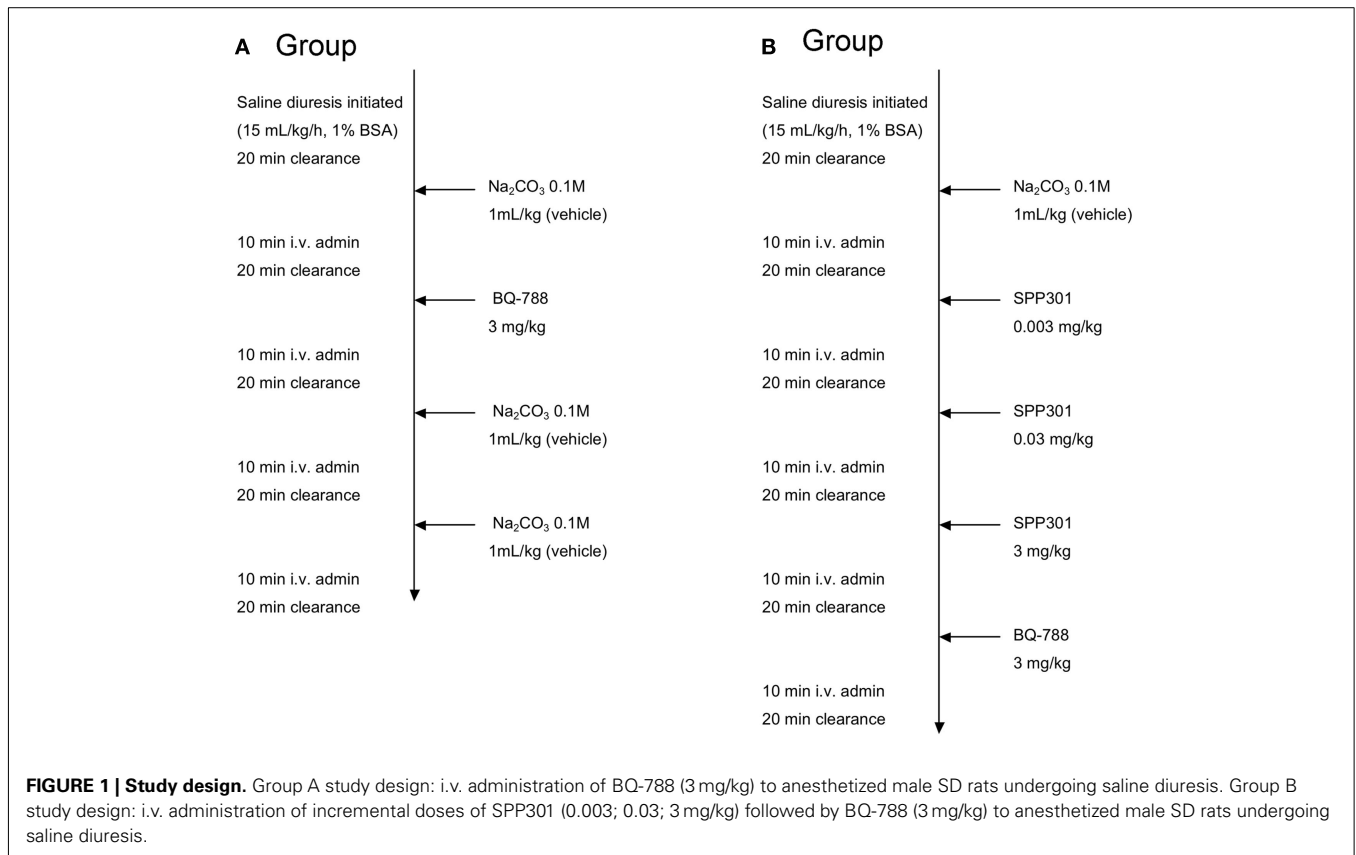 A Group
Saline diuresis initiated
(15 mL/kg/h, 1% BSA)
20 min clearance
Na₂CO₃ 0.1M
1mL/kg (vehicle)
10 min i.v. admin
20 min clearance
BQ-788
3 mg/kg
10 min i.v. admin
20 min clearance
Na₂CO₃ 0.1M
1mL/kg (vehicle)
10 min i.v. admin
20 min clearance
Na₂CO₃ 0.1M
1mL/kg (vehicle)
10 min i.v. admin
20 min clearance
B Group
Saline diuresis initiated
(15 mL/kg/h, 1% BSA)
20 min clearance
Na₂CO₃ 0.1M
1mL/kg (vehicle)
10 min i.v. admin
20 min clearance
SPP301
0.003 mg/kg
10 min i.v. admin
20 min clearance
SPP301
0.03 mg/kg
10 min i.v. admin
20 min clearance
SPP301
3 mg/kg
10 min i.v. admin
20 min clearance
BQ-788
3 mg/kg
10 min i.v. admin
20 min clearance
FIGURE 1 | Study design. Group A study design: i.v. administration of BQ-788 (3 mg/kg) to anesthetized male SD rats undergoing saline diuresis. Group B
study design: i.v. administration of incremental doses of SPP301 (0.003; 0.03; 3 mg/kg) followed by BQ-788 (3 mg/kg) to anesthetized male SD rats undergoing
saline diuresis.